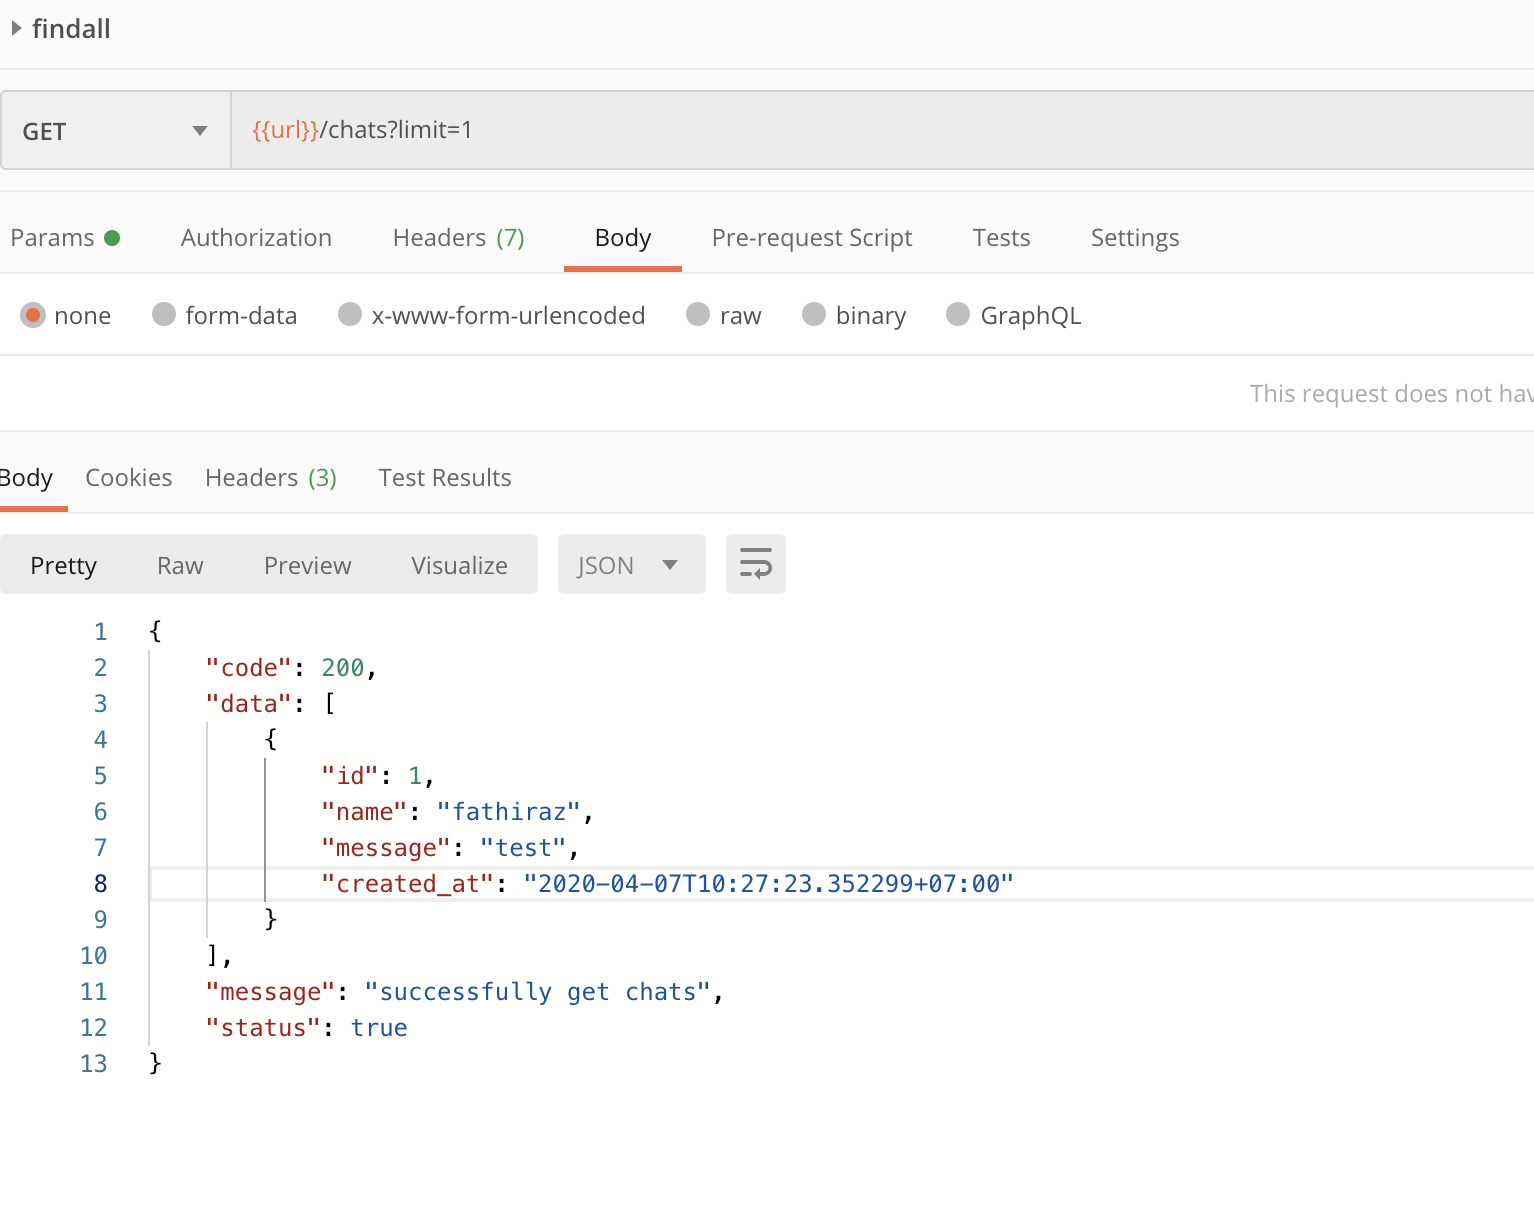 findall
GET {{url}}/chats?limit=1
Params Authorization Headers (7) Body Pre-request Script Tests Settings
none form-data x-www-form-urlencoded raw binary GraphQL
This request does not hav
Body Cookies Headers (3) Test Results
Pretty Raw Preview Visualize JSON
1 {
2 "code": 200,
3 "data": [
4 {
5 "id": 1,
6 "name": "fathiraz",
7 "message": "test",
8 "created_at": "2020-04-07T10:27:23.352299+07:00"
9 }
10 ],
11 "message": "successfully get chats",
12 "status": true
13 }